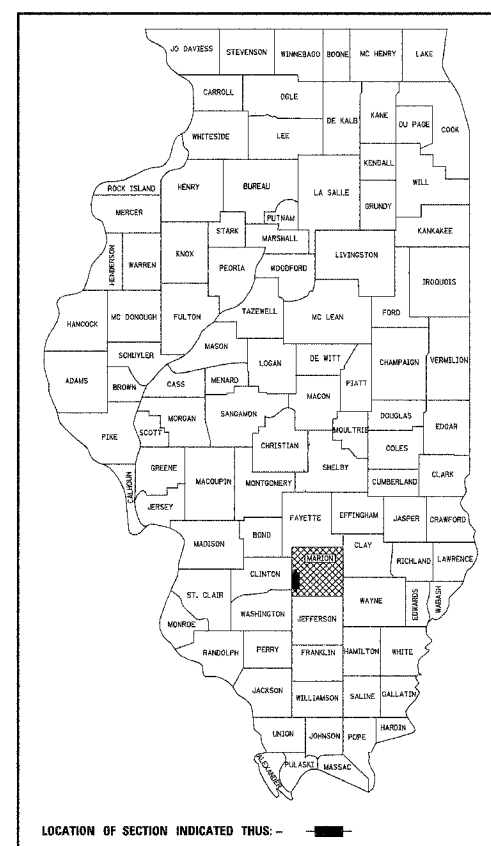 JO DAVIESS STEVENSON WINNEBAGO BOONE MC HENRY LAKE
CARROLL OGLE
DE KALB KANE DU PAGE COOK
WHITESIDE LEE
KENDALL WILL
ROCK ISLAND HENRY BUREAU LA SALLE GRUNDY
MERCER PUTNAM
STARK MARSHALL KANKAKEE
HENDERSON WARREN KNOX PEORIA WOODFORD LIVINGSTON
IROQUOIS
TAZEWELL FORD
HANCOCK MC DONOUGH FULTON MC LEAN
MASON
SCHUYLER LOGAN DE WITT CHAMPAIGN VERMILION
ADAMS BROWN CASS MENARD PIATT
MACON
MORGAN SANGAMON DOUGLAS
PIKE SCOTT MOULTRIE EDGAR
CHRISTIAN COLES
CALHOUN GREENE MACOUPIN MONTGOMERY SHELBY CUMBERLAND CLARK
JERSEY FAYETTE EFFINGHAM JASPER CRAWFORD
MADISON BOND
MARION CLAY
CLINTON RICHLAND LAWRENCE
ST. CLAIR WAYNE EDWARDS WABASH
WASHINGTON JEFFERSON
MONROE
RANDOLPH PERRY FRANKLIN HAMILTON WHITE
JACKSON WILLIAMSON SALINE GALLATIN
UNION JOHNSON POPE HARDIN
ALEXANDER PULASKI MASSAC
LOCATION OF SECTION INDICATED THUS: -